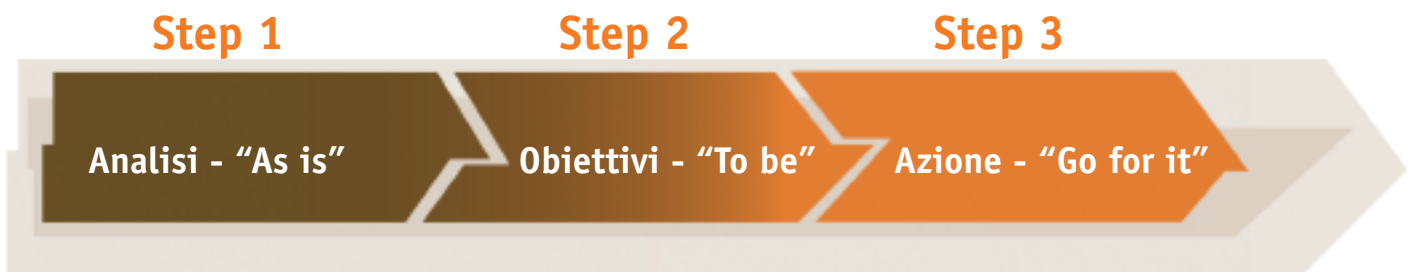 Step 1 Step 2 Step 3
Analisi - “As is” Obiettivi - “To be” Azione - “Go for it”